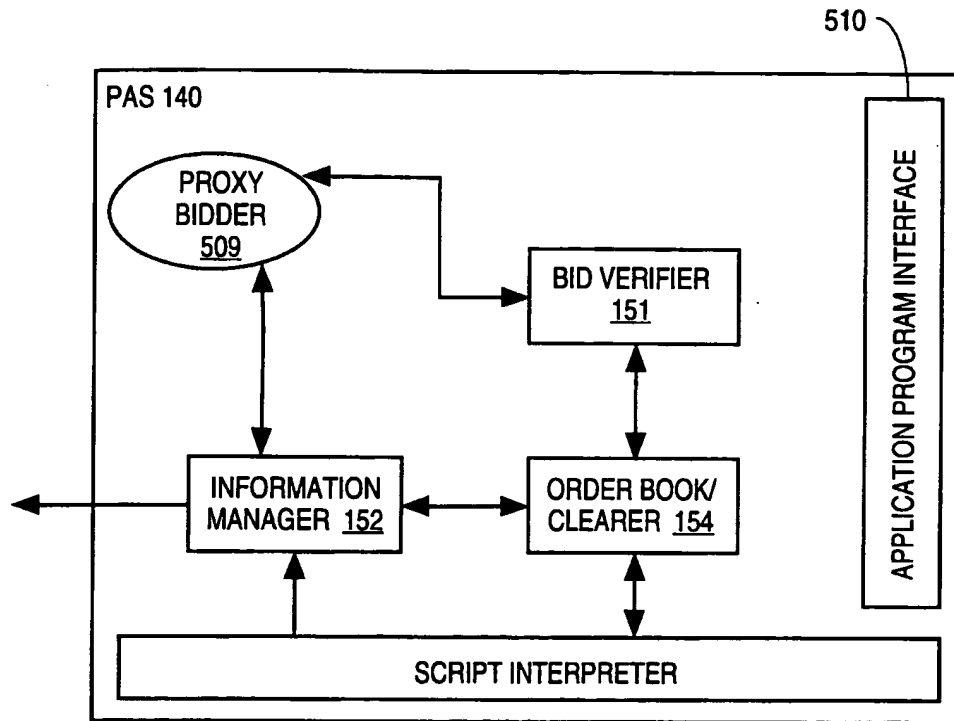 510
PAS 140
PROXY
BIDDER
509
BID VERIFIER
151
APPLICATION PROGRAM INTERFACE
INFORMATION
MANAGER 152
ORDER BOOK/
CLEARER 154
SCRIPT INTERPRETER